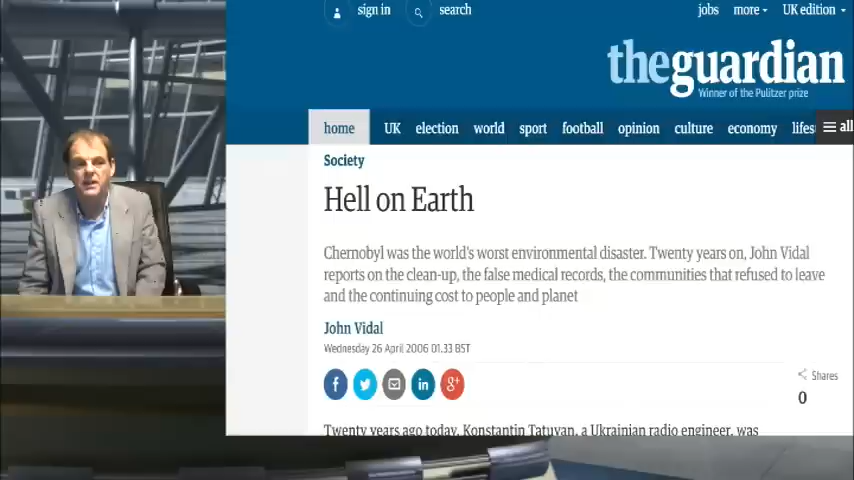 sign in
search
jobs
more
UK edition
theguardian
Winner of the Pulitzer prize
home
UK
election
world
sport
football
opinion
culture
economy
lifes
all
Society
Hell on Earth
Chernobyl was the world's worst environmental disaster. Twenty years on, John Vidal
reports on the clean-up, the false medical records, the communities that refused to leave
and the continuing cost to people and planet
John Vidal
Wednesday 26 April 2006 01.33 BST
Shares
0
Twenty years ago today, Konstantin Tatuyan, a Ukrainian radio engineer, was